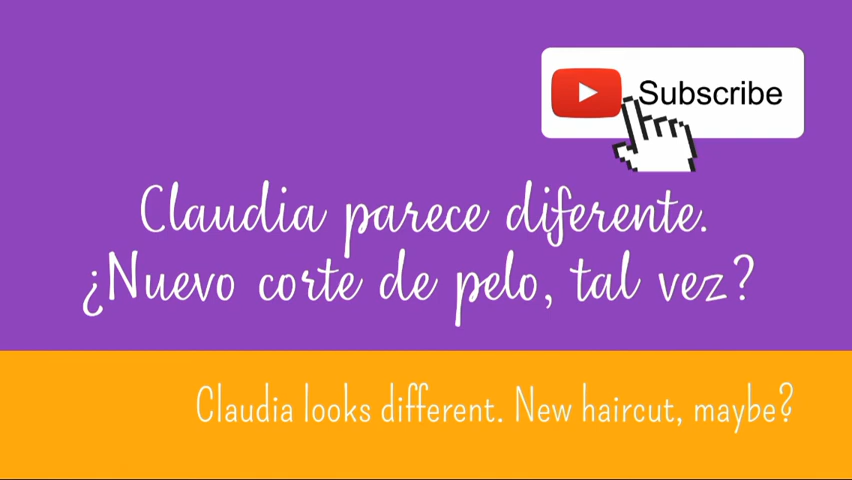 Subscribe
Claudia parece diferente.
¿Nuevo corte de pelo, tal vez?
Claudia looks different. New haircut, maybe?